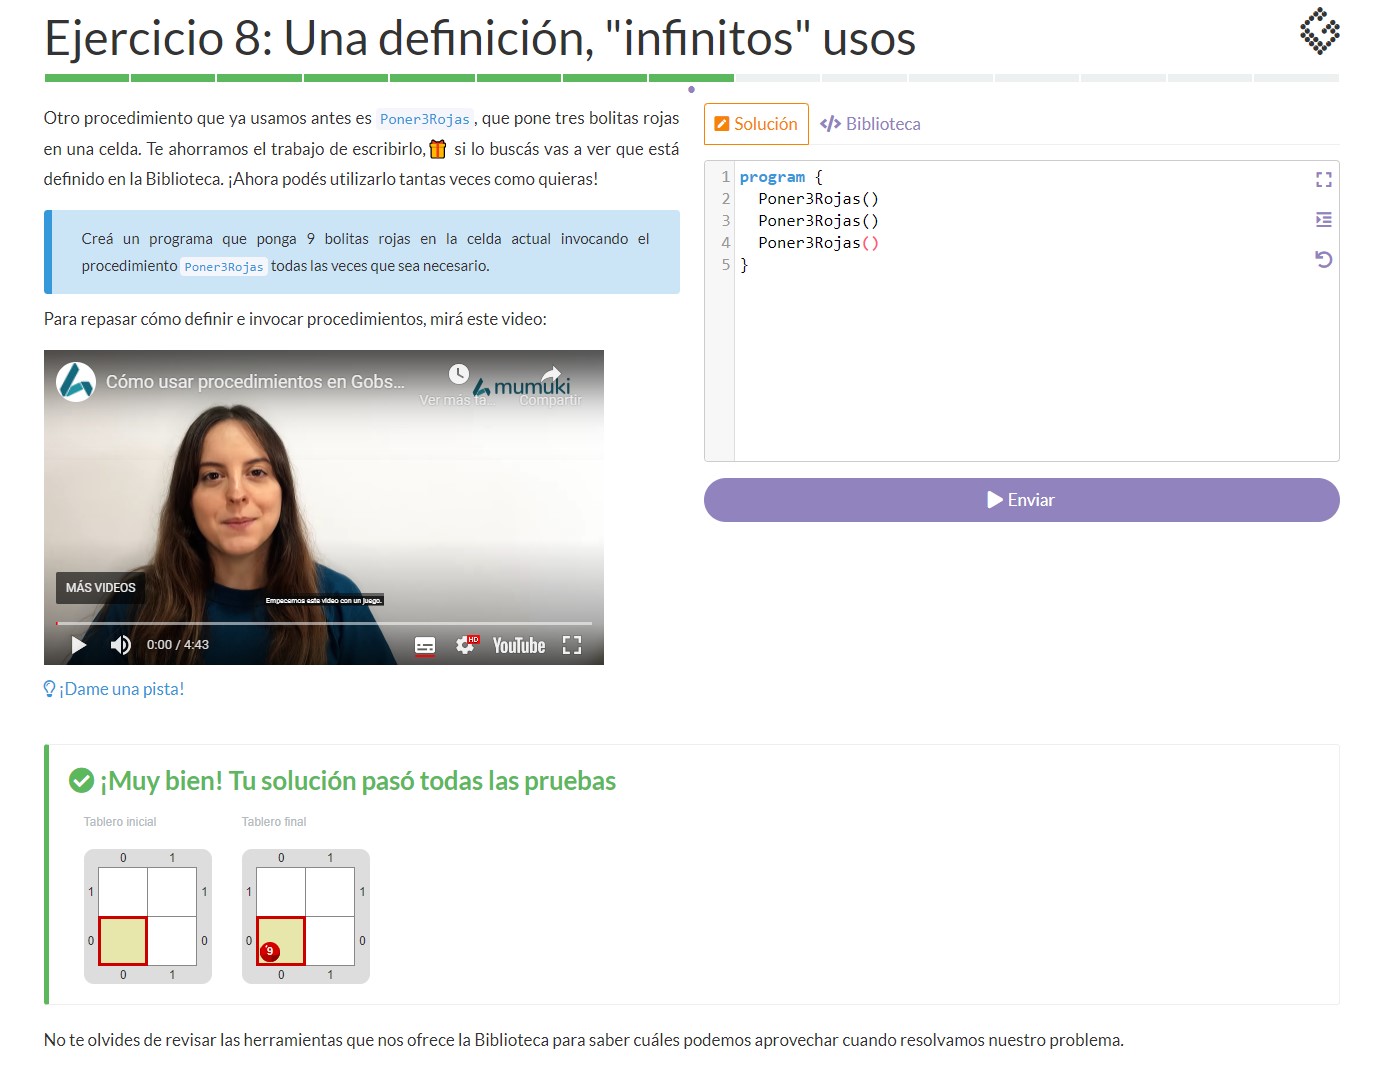 Ejercicio 8: Una definición, "infinitos" usos
Otro procedimiento que ya usamos antes es Poner3Rojas, que pone tres bolitas rojas
en una celda. Te ahorramos el trabajo de escribirlo, si lo buscás vas a ver que está
definido en la Biblioteca. ¡Ahora podés utilizarlo tantas veces como quieras!
Creá un programa que ponga 9 bolitas rojas en la celda actual invocando el
procedimiento Poner3Rojas todas las veces que sea necesario.
Para repasar cómo definir e invocar procedimientos, mirá este video:
Cómo usar procedimientos en Gobs...
mumuki
Ver más ta...
Compartir
MÁS VIDEOS
Empecemos este video con un juego.
0:00 / 4:43
HD
YouTube
¡Dame una pista!
Solución
Biblioteca
1 program {
2 Poner3Rojas()
3 Poner3Rojas()
4 Poner3Rojas()
5 }
Enviar
¡Muy bien! Tu solución pasó todas las pruebas
Tablero inicial
0 1
1 1
0 0
0 1
Tablero final
0 1
1 1
0 9 0
0 1
No te olvides de revisar las herramientas que nos ofrece la Biblioteca para saber cuáles podemos aprovechar cuando resolvamos nuestro problema.